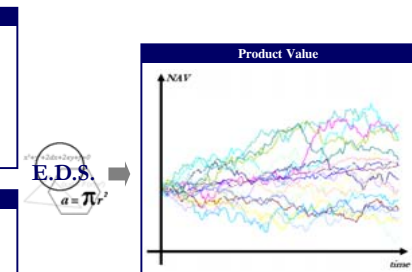 Product Value
NAV
E.D.S.
a = πr²
time